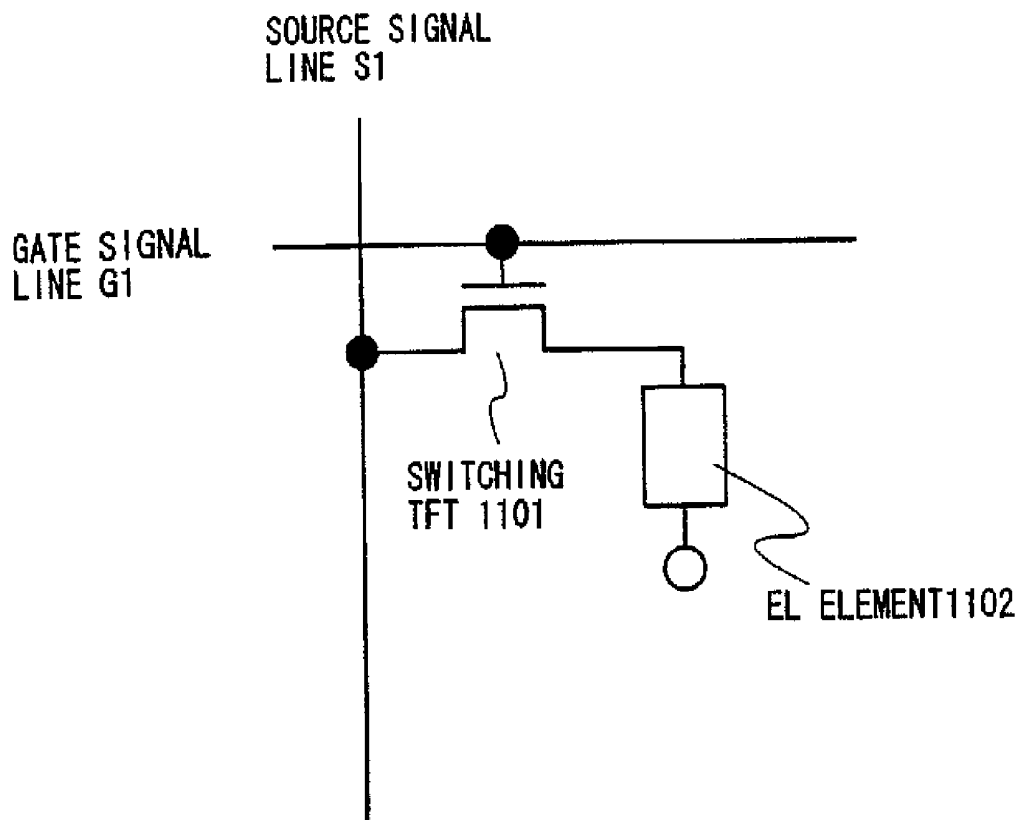 SOURCE SIGNAL
LINE S1
GATE SIGNAL
LINE G1
SWITCHING
TFT 1101
EL ELEMENT1102